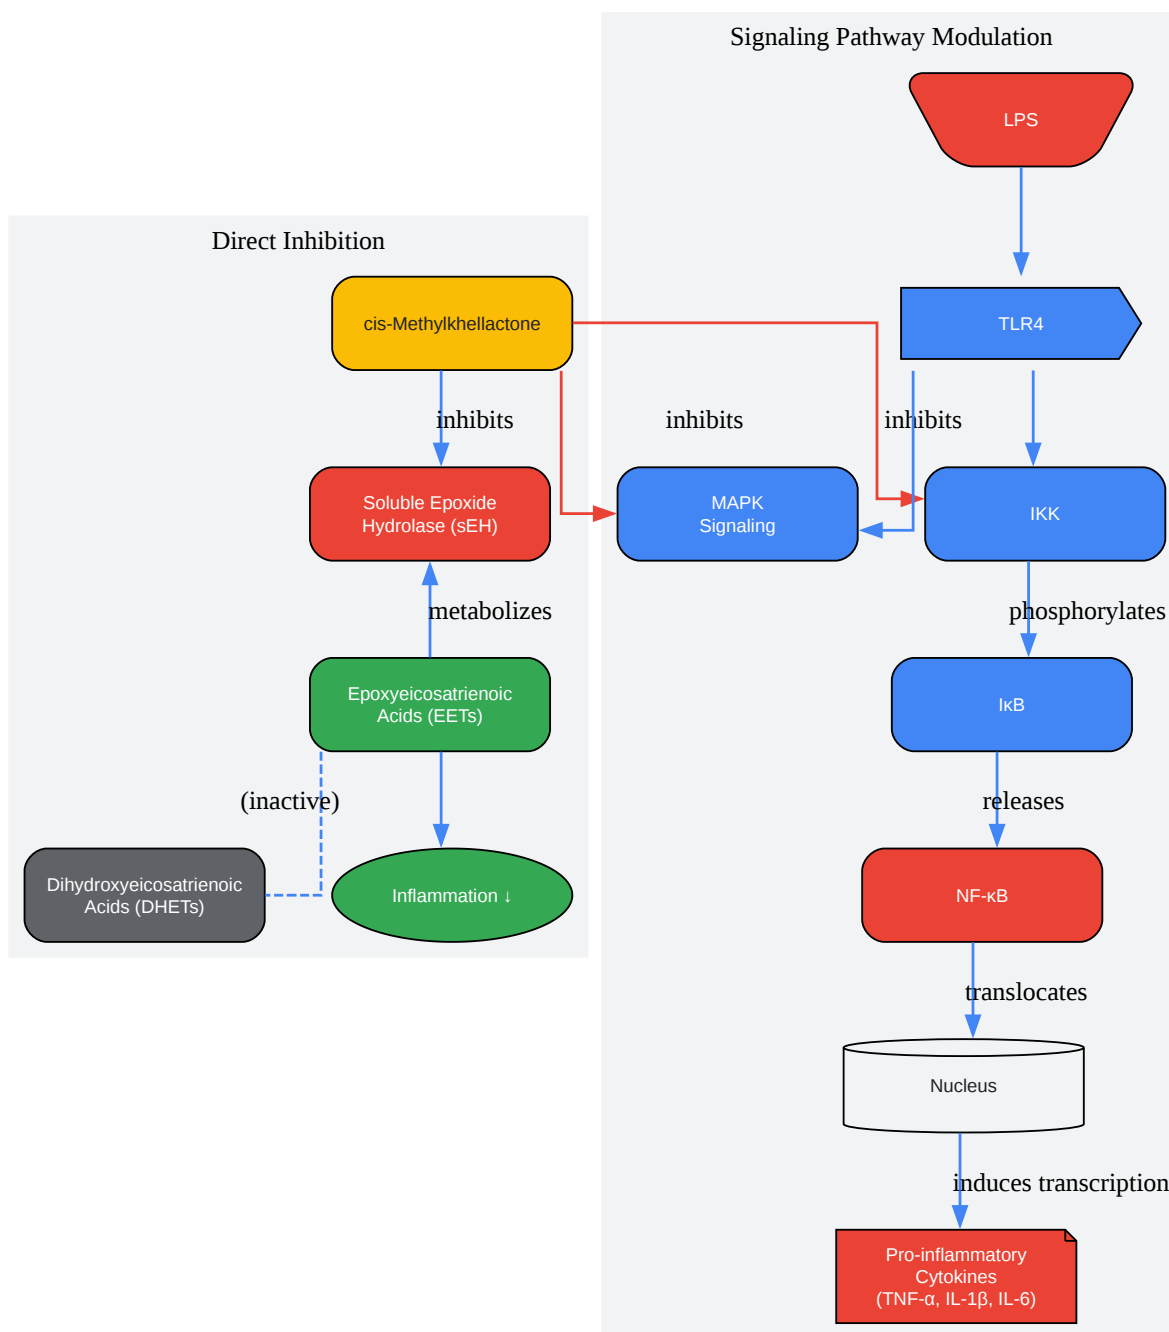 Signaling Pathway Modulation
LPS
Direct Inhibition
cis-Methylkhellactone
TLR4
inhibits
inhibits
inhibits
Soluble Epoxide
Hydrolase (sEH)
MAPK
Signaling
IKK
metabolizes
phosphorylates
Epoxyeicosatrienoic
Acids (EETs)
IκB
(inactive)
releases
Dihydroxyeicosatrienoic
Acids (DHETs)
Inflammation ↓
NF-κB
translocates
Nucleus
induces transcription
Pro-inflammatory
Cytokines
(TNF-α, IL-1β, IL-6)